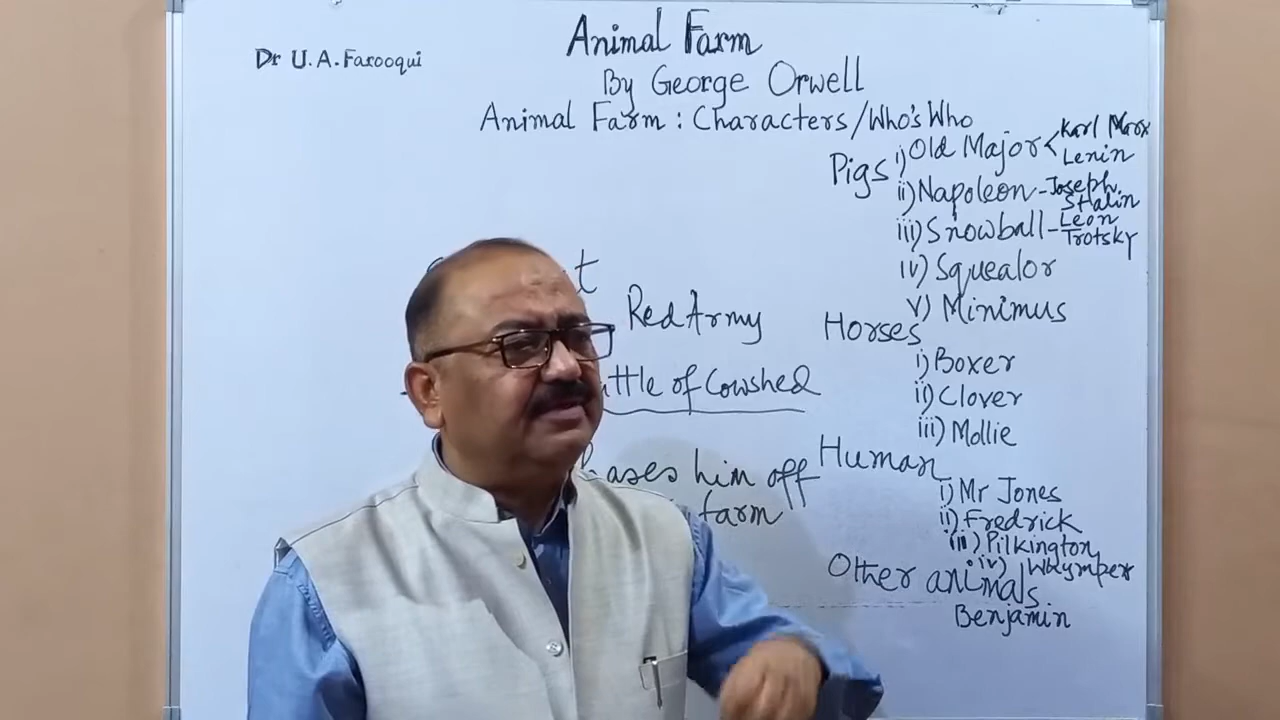 Dr U.A. Farooqui
Animal Farm
By George Orwell
Animal Farm : Characters/Who's Who
Pigs
i) Old Major < Karl Marx
Lenin
ii) Napoleon - Joseph Stalin
iii) Snowball - Leon Trotsky
iv) Squealor
v) Minimus
Red Army
Horses
i) Boxer
of Cowshed
ii) Clover
iii) Mollie
him off
farm
Human
i) Mr Jones
ii) Fredrick
iii) Pilkington
iv) Whymper
Other animals
Benjamin